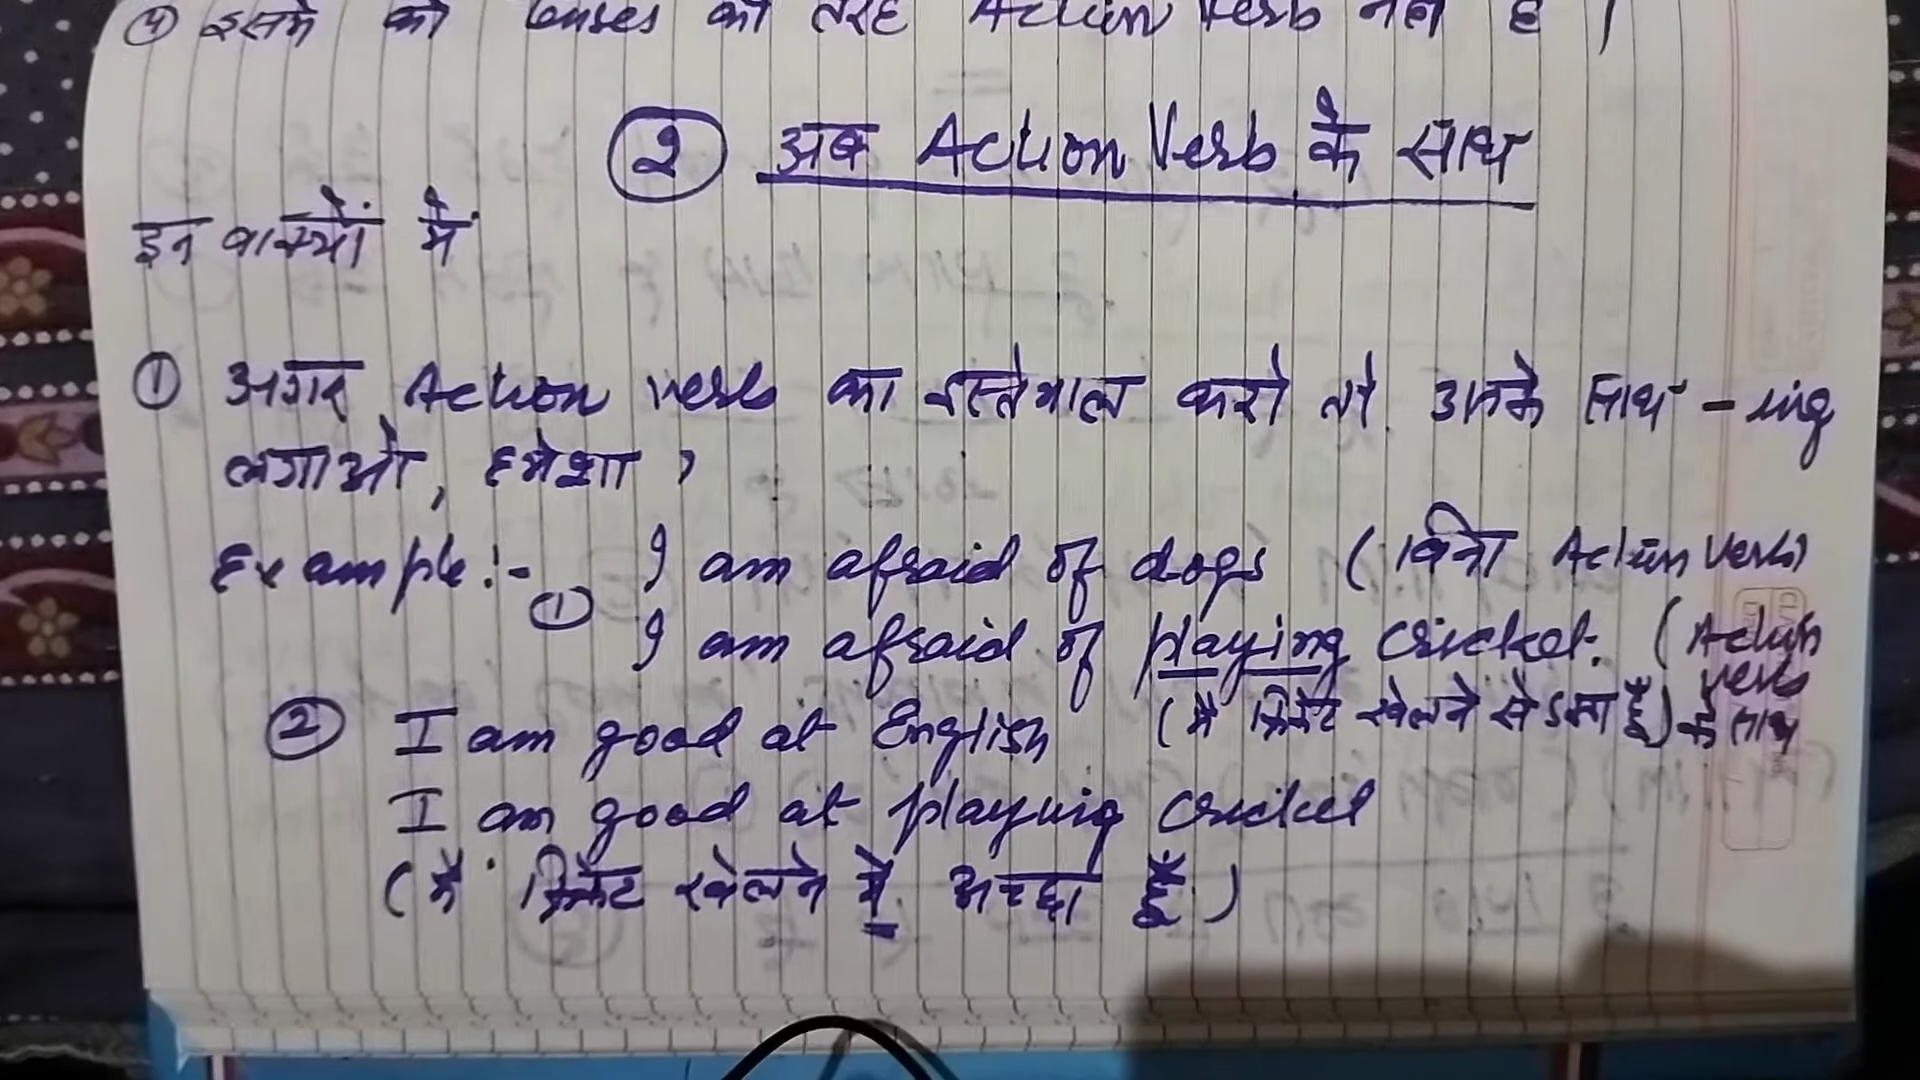 ④ इसमे को tenses की तरह Action verb नही है ।
② अब Action Verb के साथ
इन वाक्यों में
① अगर Action verb का इस्तेमाल करो तो उसके साथ -ing
लगाओ, हमेशा ,
Example:- ① I am afraid of dogs (बिना Action verb)
I am afraid of playing cricket. (Action verb के साथ
(मैं क्रिकेट खेलने से डरता हूँ)
② I am good at English
I am good at playing cricket
(मैं क्रिकेट खेलने में अच्छा हूँ)